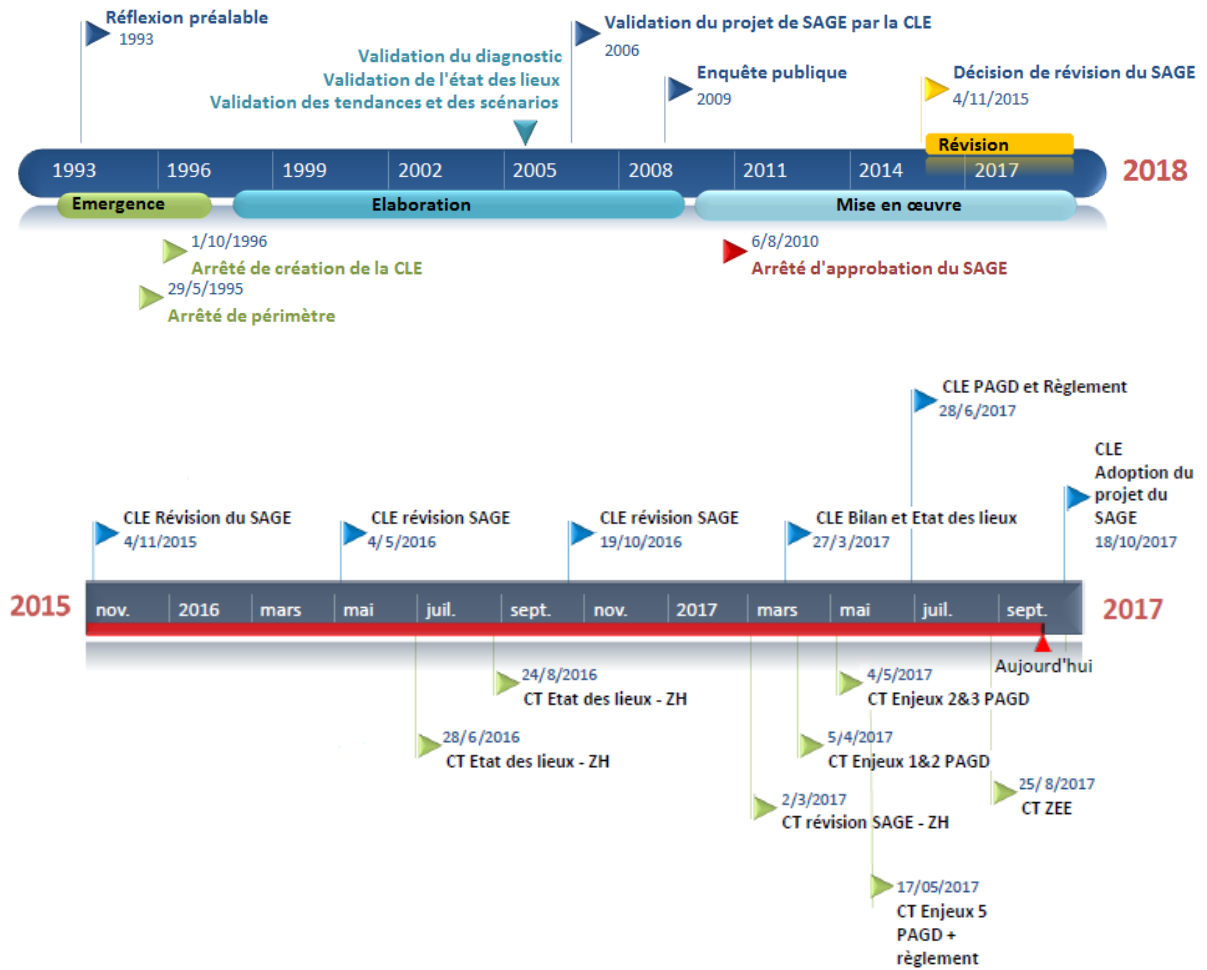 Réflexion préalable
1993
Validation du projet de SAGE par la CLE
2006
Validation du diagnostic
Validation de l'état des lieux
Validation des tendances et des scénarios
Enquête publique
2009
Décision de révision du SAGE
4/11/2015
Révision
1993 1996 1999 2002 2005 2008 2011 2014 2017 2018
Emergence Elaboration Mise en œuvre
1/10/1996
Arrêté de création de la CLE
6/8/2010
Arrêté d'approbation du SAGE
29/5/1995
Arrêté de périmètre
CLE PAGD et Règlement
28/6/2017
CLE
Adoption du
projet du
SAGE
18/10/2017
CLE Révision du SAGE
4/11/2015
CLE révision SAGE
4/5/2016
CLE révision SAGE
19/10/2016
CLE Bilan et Etat des lieux
27/3/2017
2015 nov. 2016 mars mai juil. sept. nov. 2017 mars mai juil. sept. 2017
Aujourd'hui
24/8/2016
CT Etat des lieux - ZH
4/5/2017
CT Enjeux 2&3 PAGD
28/6/2016
CT Etat des lieux - ZH
5/4/2017
CT Enjeux 1&2 PAGD
25/8/2017
CT ZEE
2/3/2017
CT révision SAGE - ZH
17/05/2017
CT Enjeux 5
PAGD +
règlement